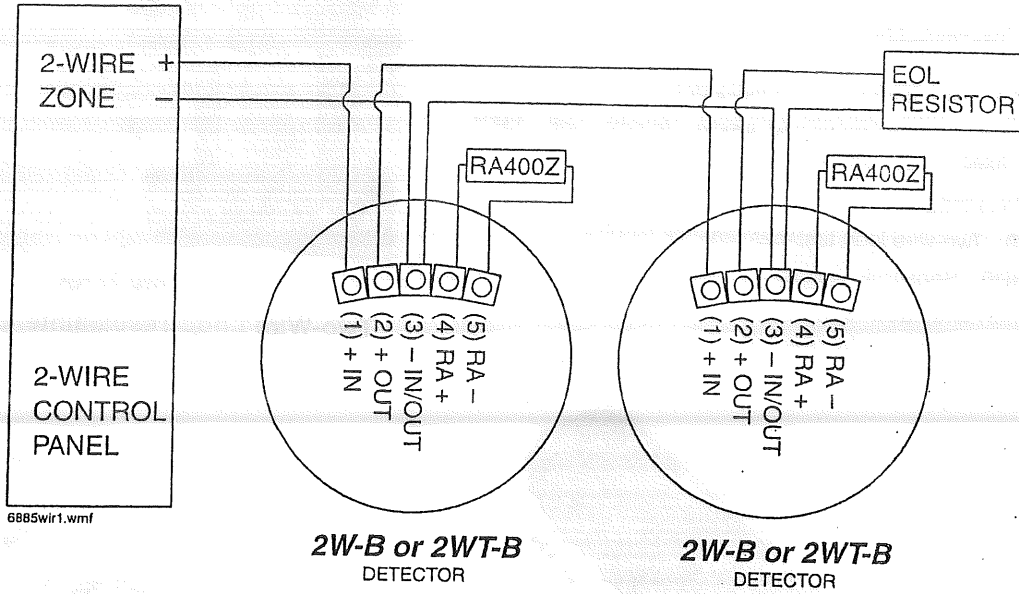 2-WIRE +
ZONE −
EOL
RESISTOR
RA400Z
RA400Z
(1) + IN
(2) + OUT
(3) − IN/OUT
(4) RA +
(5) RA −
(1) + IN
(2) + OUT
(3) − IN/OUT
(4) RA +
(5) RA −
2-WIRE
CONTROL
PANEL
6885wir1.wmf
2W-B or 2WT-B
DETECTOR
2W-B or 2WT-B
DETECTOR